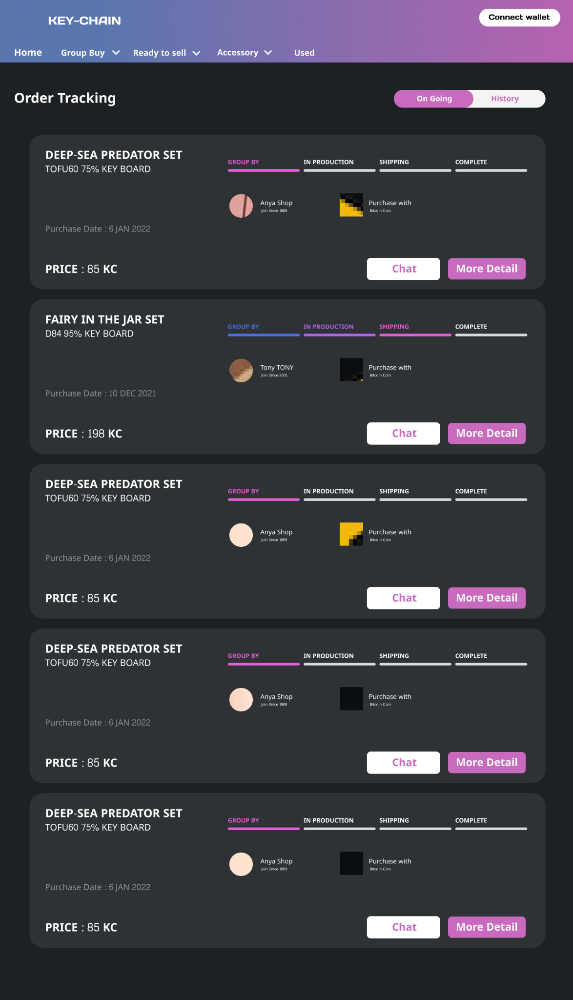 KEY-CHAIN
Connect wallet
Home Group Buy Ready to sell Accessory Used
Order Tracking
On Going History
DEEP-SEA PREDATOR SET
TOFU60 75% KEY BOARD
GROUP BY IN PRODUCTION SHIPPING COMPLETE
Anya Shop
Join Since 1869
Purchase with
Bitcoin Coin
Purchase Date : 6 JAN 2022
PRICE : 85 KC
Chat More Detail
FAIRY IN THE JAR SET
D84 95% KEY BOARD
GROUP BY IN PRODUCTION SHIPPING COMPLETE
Tony TONY
Join Since 2001
Purchase with
Bitcoin Coin
Purchase Date : 10 DEC 2021
PRICE : 198 KC
Chat More Detail
DEEP-SEA PREDATOR SET
TOFU60 75% KEY BOARD
GROUP BY IN PRODUCTION SHIPPING COMPLETE
Anya Shop
Join Since 1869
Purchase with
Bitcoin Coin
Purchase Date : 6 JAN 2022
PRICE : 85 KC
Chat More Detail
DEEP-SEA PREDATOR SET
TOFU60 75% KEY BOARD
GROUP BY IN PRODUCTION SHIPPING COMPLETE
Anya Shop
Join Since 1869
Purchase with
Bitcoin Coin
Purchase Date : 6 JAN 2022
PRICE : 85 KC
Chat More Detail
DEEP-SEA PREDATOR SET
TOFU60 75% KEY BOARD
GROUP BY IN PRODUCTION SHIPPING COMPLETE
Anya Shop
Join Since 1869
Purchase with
Bitcoin Coin
Purchase Date : 6 JAN 2022
PRICE : 85 KC
Chat More Detail